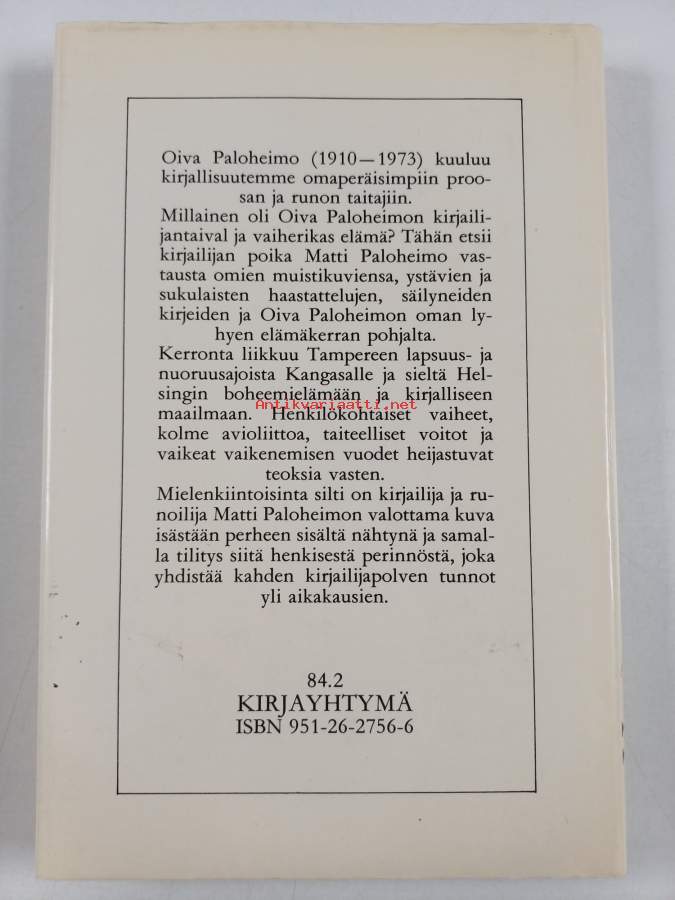 Oiva Paloheimo (1910—1973) kuuluu
kirjallisuutemme omaperäisimpiin proo-
san ja runon taitajiin.
Millainen oli Oiva Paloheimon kirjaili-
jantaival ja vaiherikas elämä? Tähän etsii
kirjailijan poika Matti Paloheimo vas-
tausta omien muistikuviensa, ystävien ja
sukulaisten haastattelujen, säilyneiden
kirjeiden ja Oiva Paloheimon oman ly-
hyen elämäkerran pohjalta.
Kerronta liikkuu Tampereen lapsuus- ja
nuoruusajoista Kangasalle ja sieltä Hel-
singin boheemielämään ja kirjalliseen
maailmaan. Henkilökohtaiset vaiheet,
Antikvariaatti.net
kolme avioliittoa, taiteelliset voitot ja
vaikeat vaikenemisen vuodet heijastuvat
teoksia vasten.
Mielenkiintoisinta silti on kirjailija ja ru-
noilija Matti Paloheimon valottama kuva
isästään perheen sisältä nähtynä ja samal-
la tilitys siitä henkisestä perinnöstä, joka
yhdistää kahden kirjailijapolven tunnot
yli aikakausien.
84.2
KIRJAYHTYMÄ
ISBN 951-26-2756-6